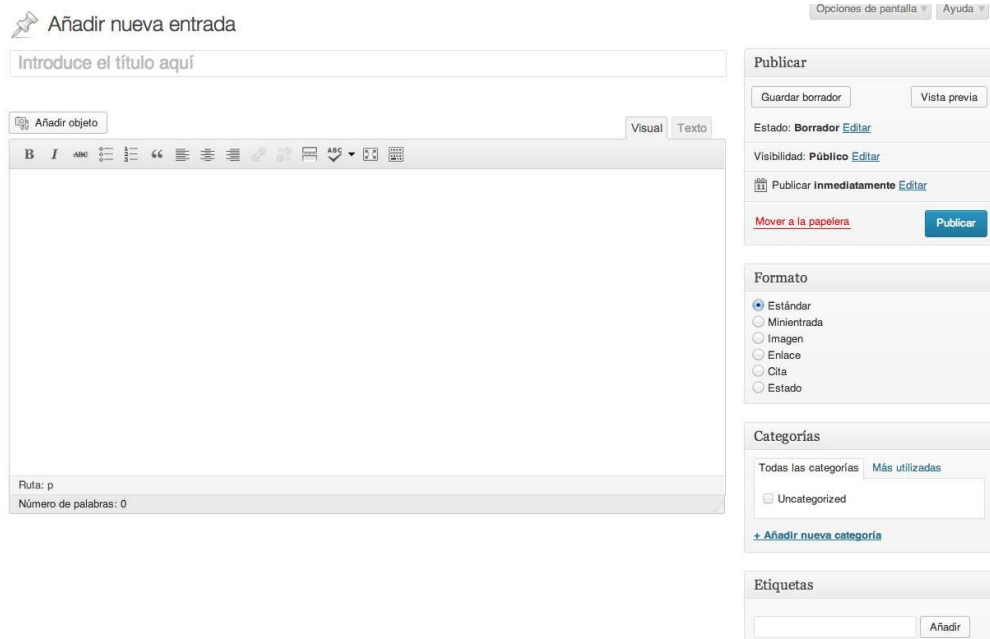 Opciones de pantalla Ayuda
Añadir nueva entrada
Introduce el título aquí
Añadir objeto
Visual Texto
B I ABC ABC
Ruta: p
Número de palabras: 0
Publicar
Guardar borrador Vista previa
Estado: Borrador Editar
Visibilidad: Público Editar
11 Publicar inmediatamente Editar
Mover a la papelera Publicar
Formato
Estándar
Minientrada
Imagen
Enlace
Cita
Estado
Categorías
Todas las categorías Más utilizadas
Uncategorized
+ Añadir nueva categoría
Etiquetas
Añadir